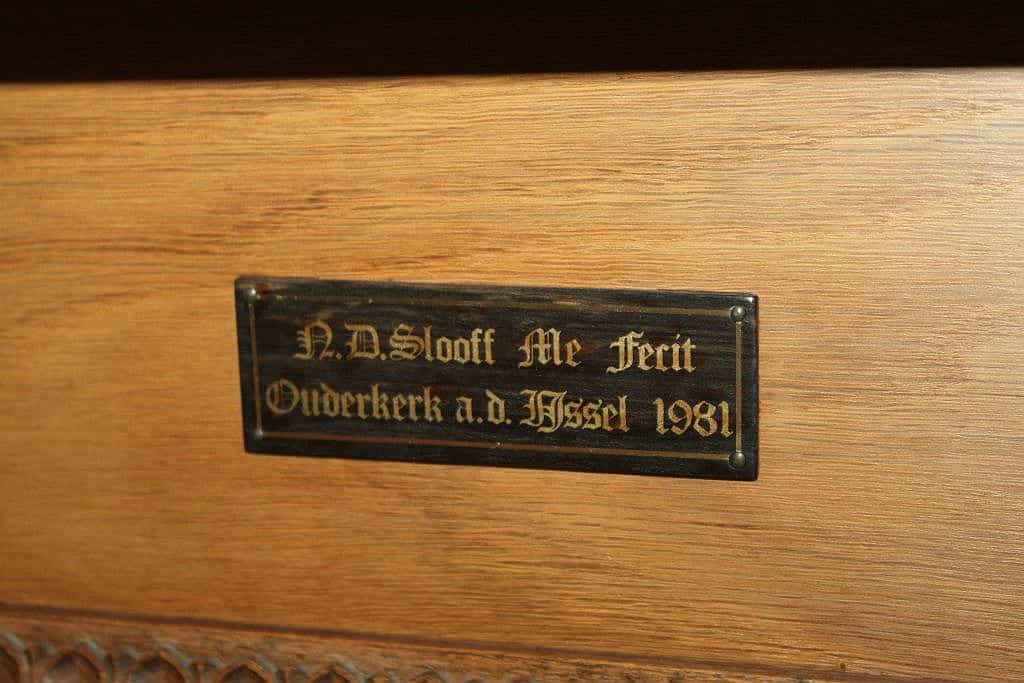 N.D.Slooff Me Fecit
Ouderkerk a.d. IJssel 1981